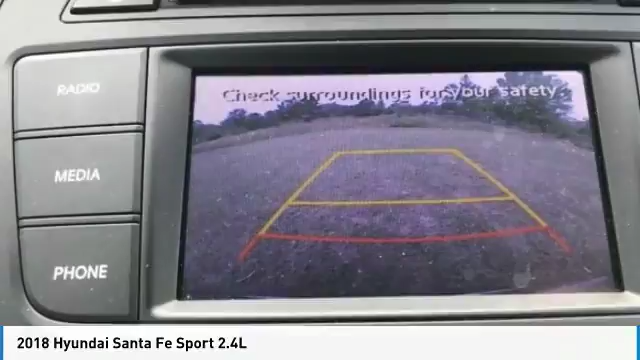 Check surroundings for your safety
RADIO
MEDIA
PHONE
2018 Hyundai Santa Fe Sport 2.4L